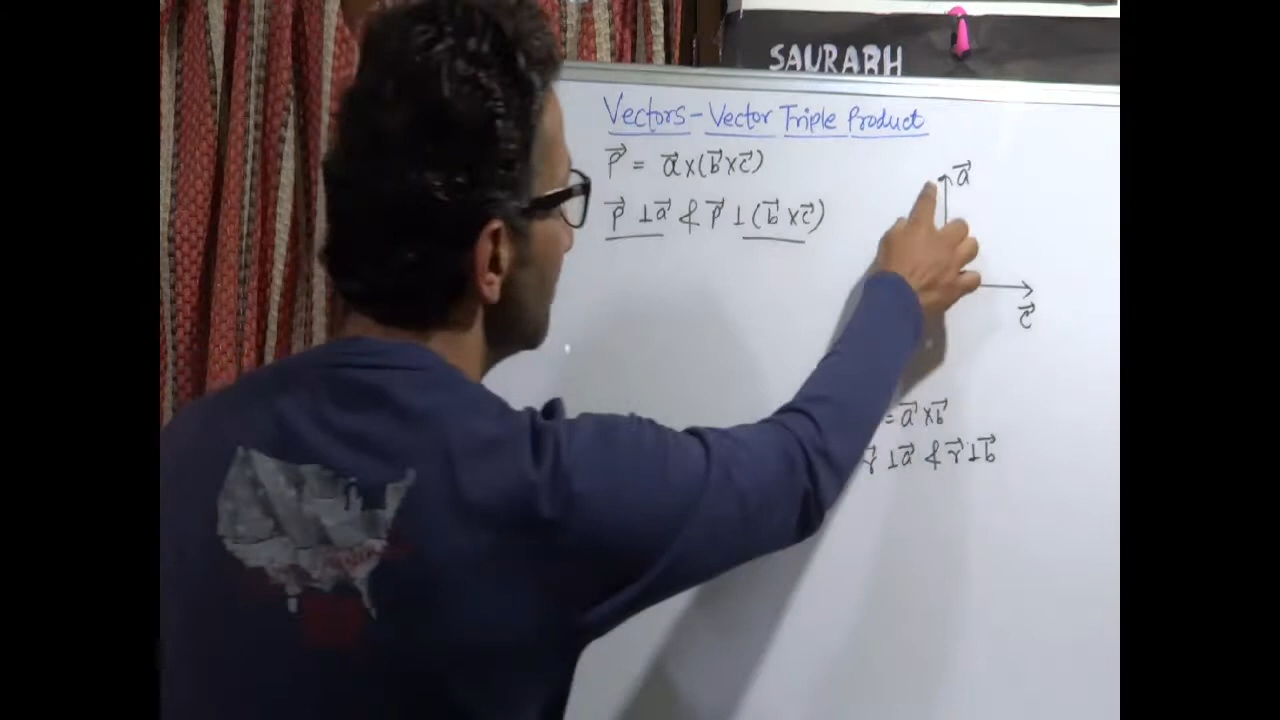 SAURABH
Vectors - Vector Triple Product
p⃗ = a⃗ × (b⃗ × c⃗)
p⃗ ⊥ a⃗ & p⃗ ⊥ (b⃗ × c⃗)
a⃗
c⃗
= a⃗ × b⃗
r⃗ ⊥ a⃗ & r⃗ ⊥ b⃗